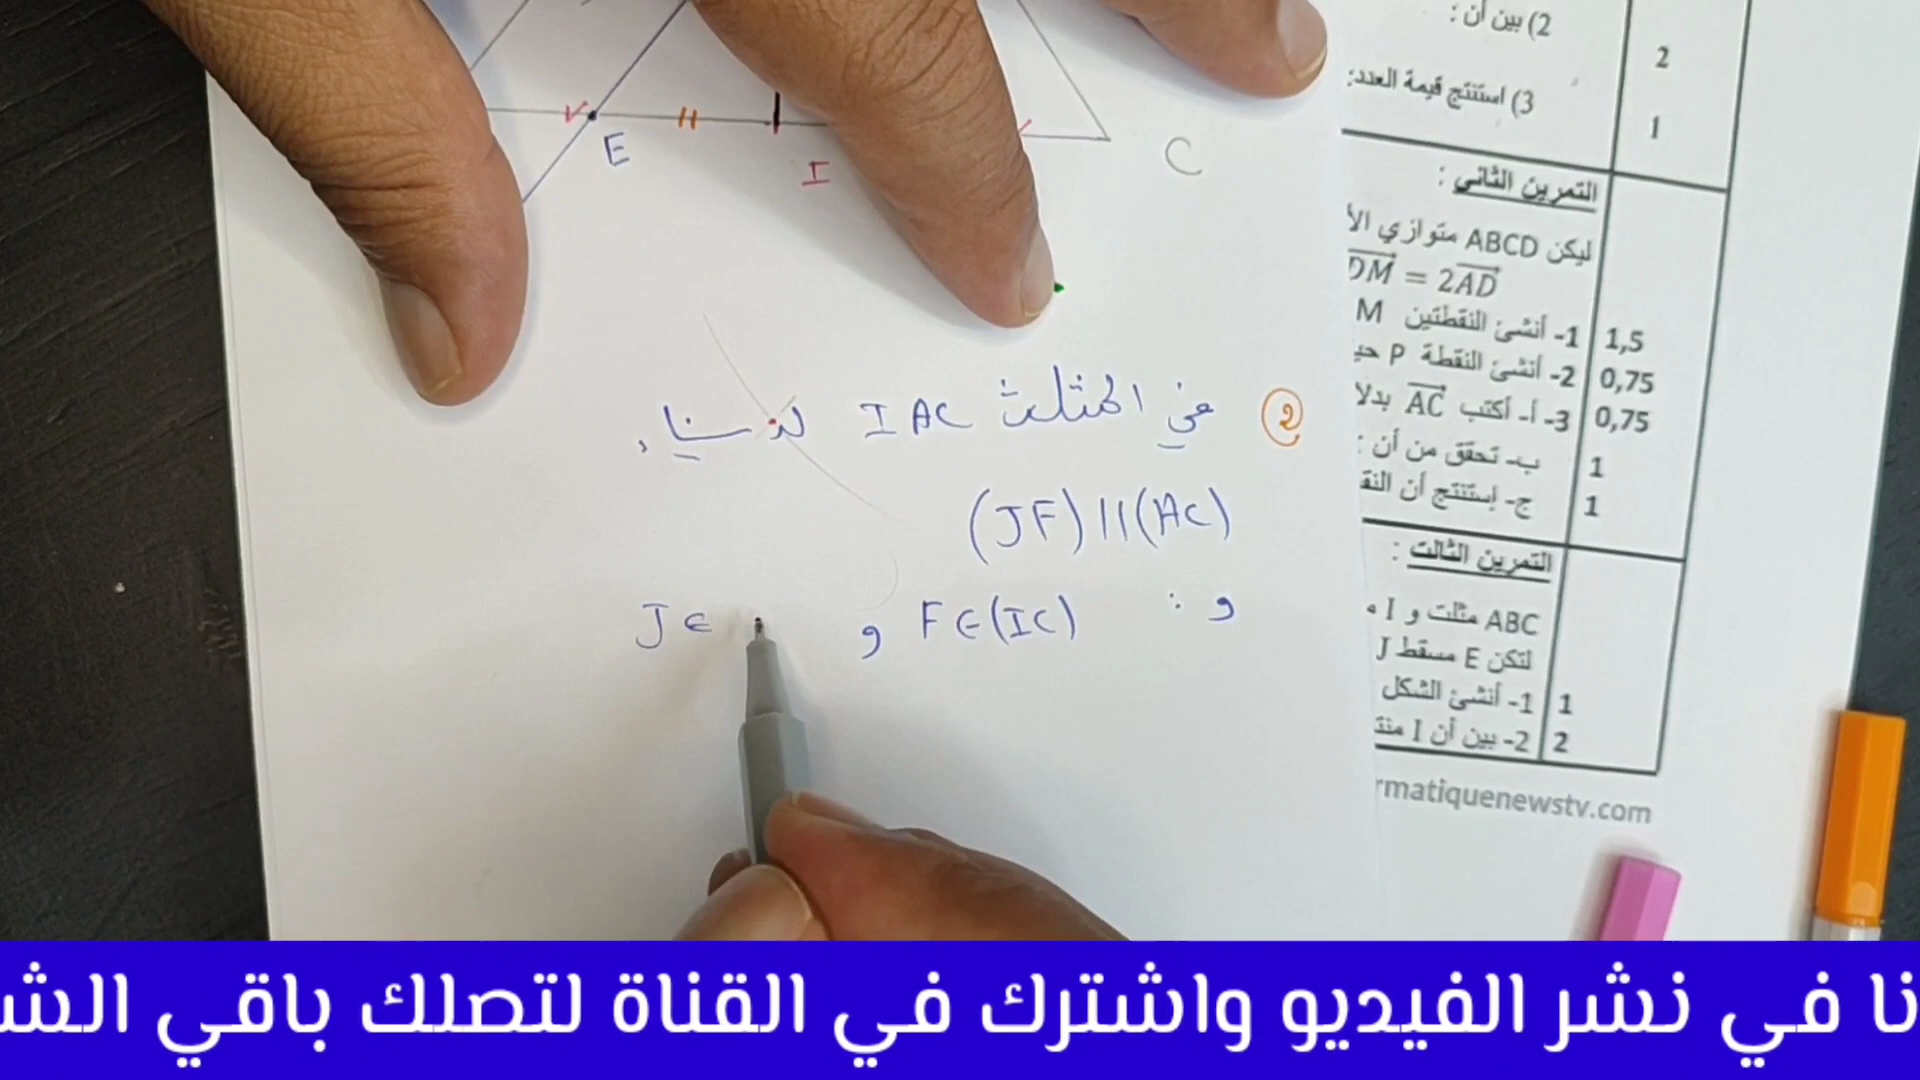 E
I
C
② في المثلث IAC لدينا,
(JF)//(AC)
و : F∈(IC) و J∈
2) بين أن :
2
3) استنتج قيمة العدد:
1
التمرين الثاني :
ليكن ABCD متوازي الأ
DM = 2AD
1- أنشئ النقطتين M
1,5
2- أنشئ النقطة P حي
0,75
3- أ- أكتب AC بدلا
0,75
ب- تحقق من أن :
1
ج- إستنتج أن النق
1
التمرين الثالث :
ABC مثلث و I م
لتكن E مسقط J
1- أنشئ الشكل
1
2- بين أن I منت
2
rmatiquenewstv.com
نا في نشر الفيديو واشترك في القناة لتصلك باقي الش